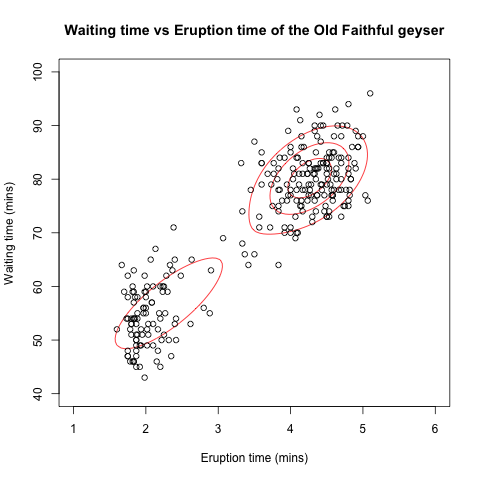 Waiting time vs Eruption time of the Old Faithful geyser
Waiting time (mins)
100
90
80
70
60
50
40
1 2 3 4 5 6
Eruption time (mins)